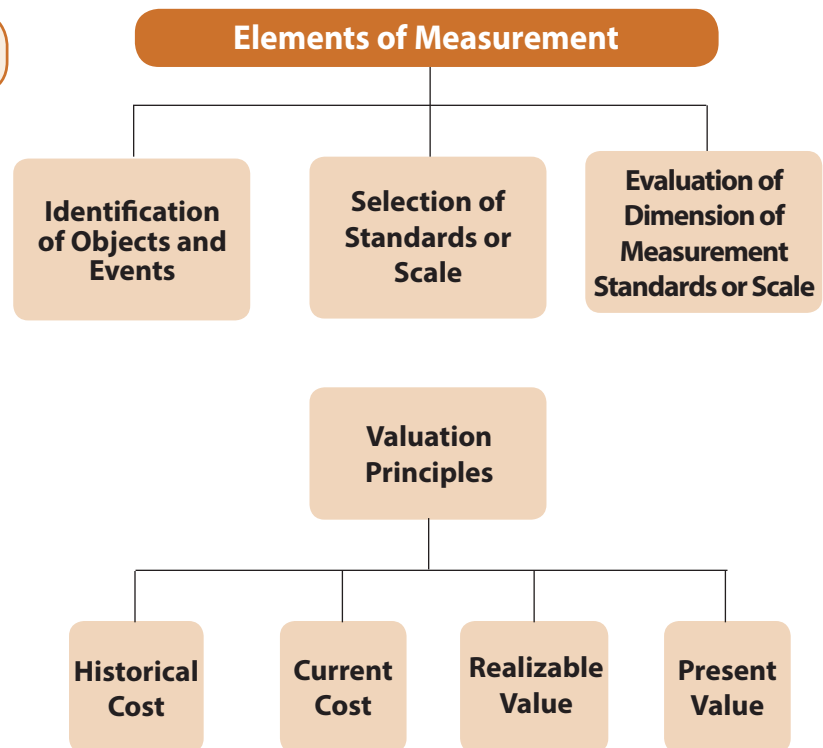 Elements of Measurement
Identification
of Objects and
Events
Selection of
Standards or
Scale
Evaluation of
Dimension of
Measurement
Standards or Scale
Valuation
Principles
Historical
Cost
Current
Cost
Realizable
Value
Present
Value